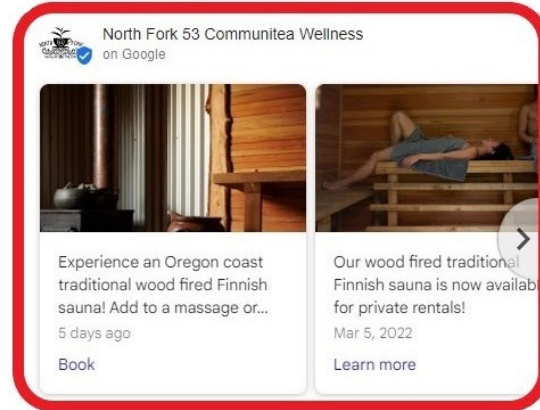 North Fork 53 Communitea Wellness
on Google
Experience an Oregon coast
traditional wood fired Finnish
sauna! Add to a massage or...
5 days ago
Book
Our wood fired traditional
Finnish sauna is now availabl
for private rentals!
Mar 5, 2022
Learn more